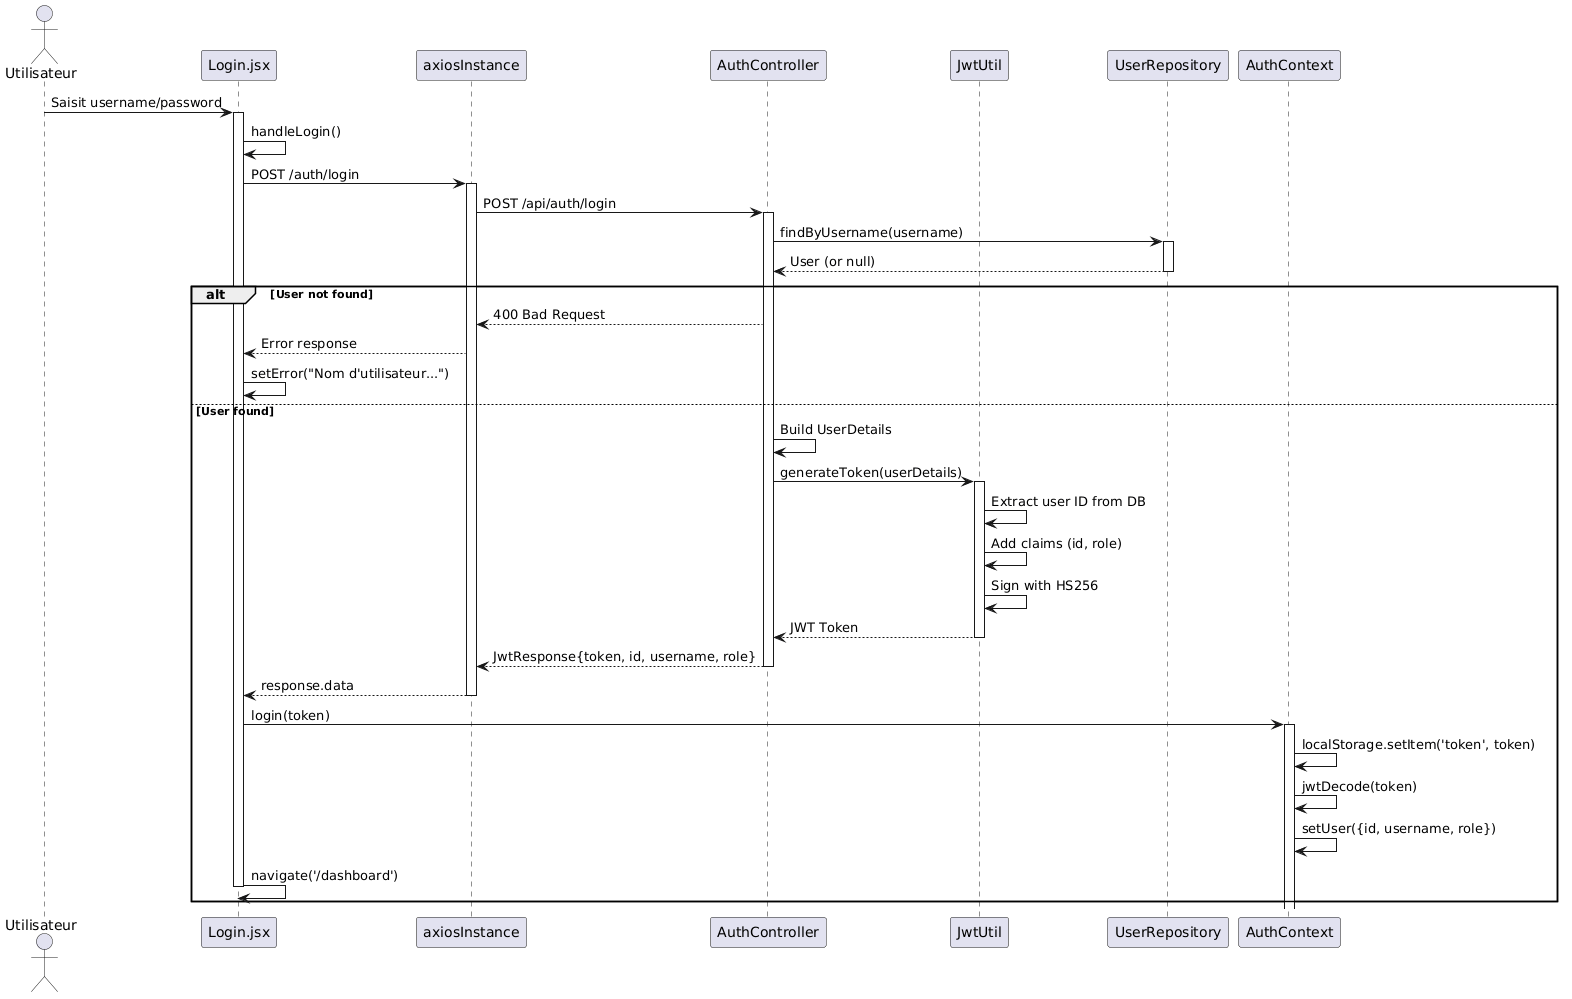 Utilisateur
Login.jsx
axiosInstance
AuthController
JwtUtil
UserRepository
AuthContext
Saisit username/password
handleLogin()
POST /auth/login
POST /api/auth/login
findByUsername(username)
User (or null)
alt
[User not found]
400 Bad Request
Error response
setError("Nom d'utilisateur...")
[User found]
Build UserDetails
generateToken(userDetails)
Extract user ID from DB
Add claims (id, role)
Sign with HS256
JWT Token
JwtResponse{token, id, username, role}
response.data
login(token)
localStorage.setItem('token', token)
jwtDecode(token)
setUser({id, username, role})
navigate('/dashboard')
Utilisateur
Login.jsx
axiosInstance
AuthController
JwtUtil
UserRepository
AuthContext